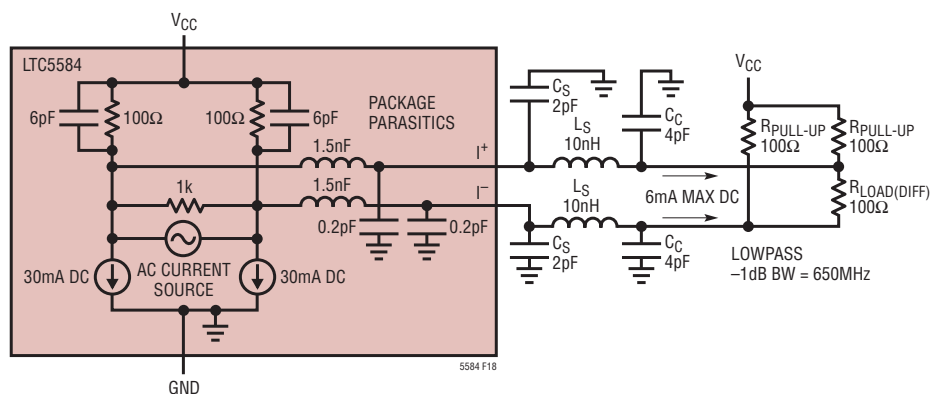 VCC
LTC5584
6pF
100Ω
100Ω
6pF
PACKAGE
PARASITICS
1.5nF
I+
1.5nF
I–
1k
0.2pF
0.2pF
AC CURRENT
SOURCE
30mA DC
30mA DC
GND
5584 F18
CS
2pF
CC
4pF
LS
10nH
LS
10nH
6mA MAX DC
CS
2pF
CC
4pF
VCC
RPULL-UP
100Ω
RPULL-UP
100Ω
RLOAD(DIFF)
100Ω
LOWPASS
–1dB BW = 650MHz